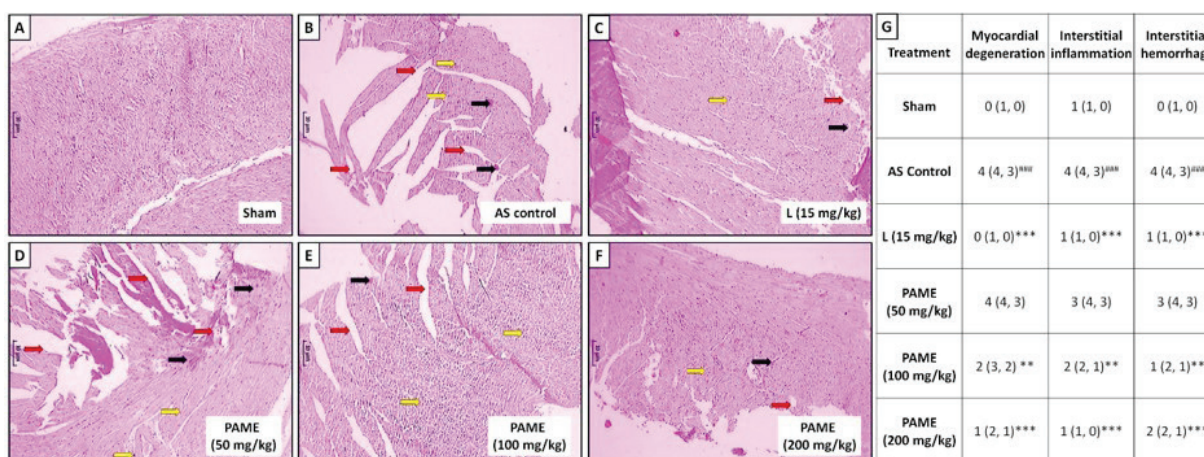 A
Sham
B
AS control
C
L (15 mg/kg)
D
PAME
(50 mg/kg)
E
PAME
(100 mg/kg)
F
PAME
(200 mg/kg)
G
Treatment
Myocardial
degeneration
Interstitial
inflammation
Interstitia
hemorrhag
Sham
0 (1, 0)
1 (1, 0)
0 (1, 0)
AS Control
4 (4, 3)###
4 (4, 3)###
4 (4, 3)###
L (15 mg/kg)
0 (1, 0)***
1 (1, 0)***
1 (1, 0)***
PAME
(50 mg/kg)
4 (4, 3)
3 (4, 3)
3 (4, 3)
PAME
(100 mg/kg)
2 (3, 2) **
2 (2, 1)**
1 (2, 1)**
PAME
(200 mg/kg)
1 (2, 1)***
1 (1, 0)***
2 (2, 1)***